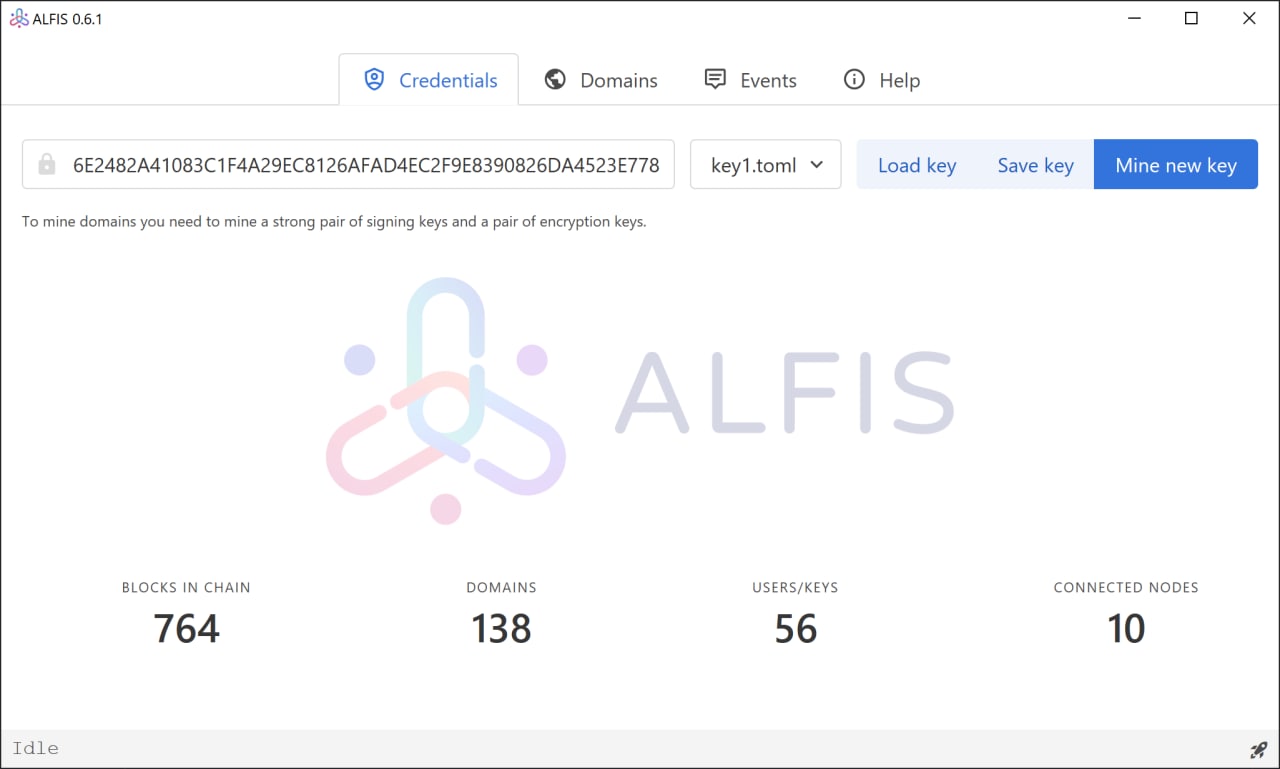 ALFIS 0.6.1
Credentials Domains Events Help
6E2482A41083C1F4A29EC8126AFAD4EC2F9E8390826DA4523E778 key1.toml Load key Save key Mine new key
To mine domains you need to mine a strong pair of signing keys and a pair of encryption keys.
ALFIS
BLOCKS IN CHAIN DOMAINS USERS/KEYS CONNECTED NODES
764 138 56 10
Idle